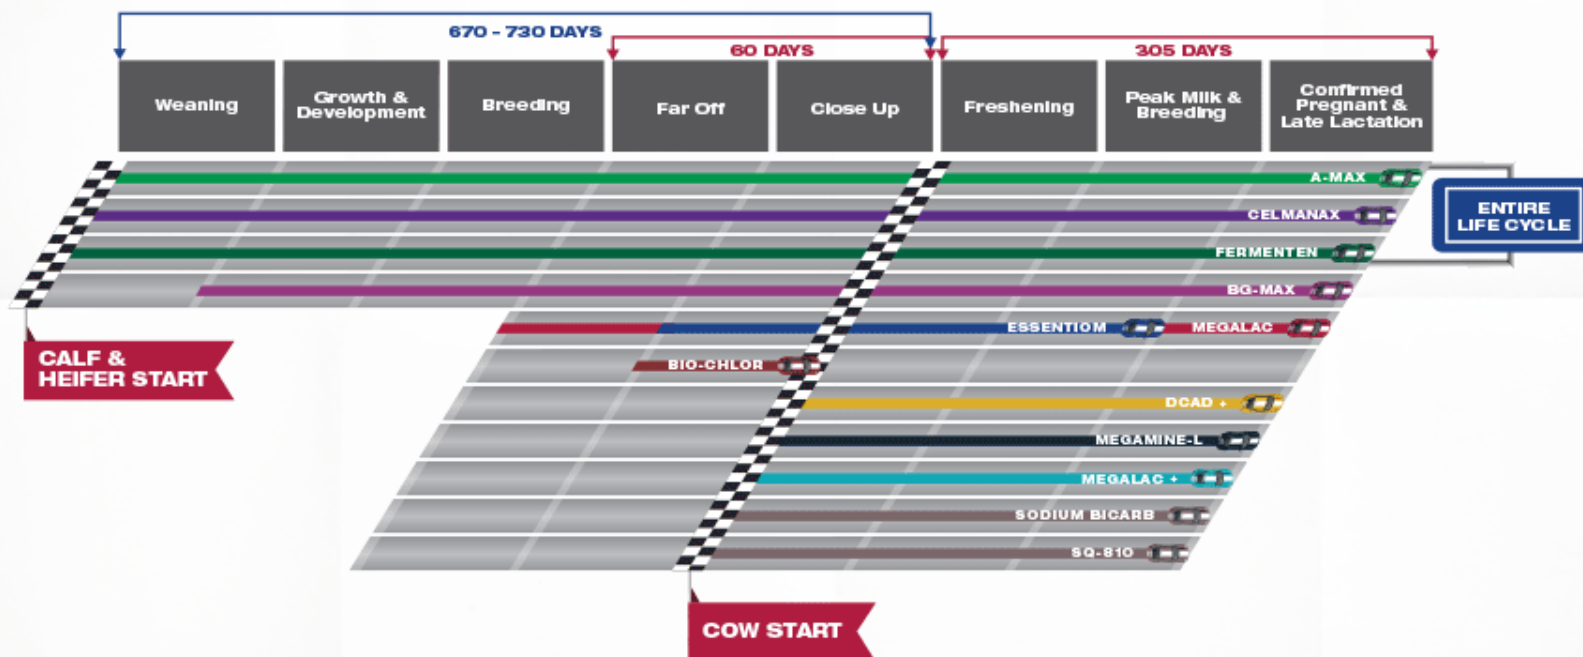 670 - 730 DAYS
60 DAYS
305 DAYS
Weaning
Growth &
Development
Breeding
Far Off
Close Up
Freshening
Peak Milk &
Breeding
Confirmed
Pregnant &
Late Lactation
A-MAX
CELMANAX
FERMENTEN
BG-MAX
ENTIRE
LIFE CYCLE
ESSENTIOM
MEGALAC
CALF &
HEIFER START
BIO-CHLOR
DCAD +
MEGAMINE-L
MEGALAC +
SODIUM BICARB
SQ-810
COW START